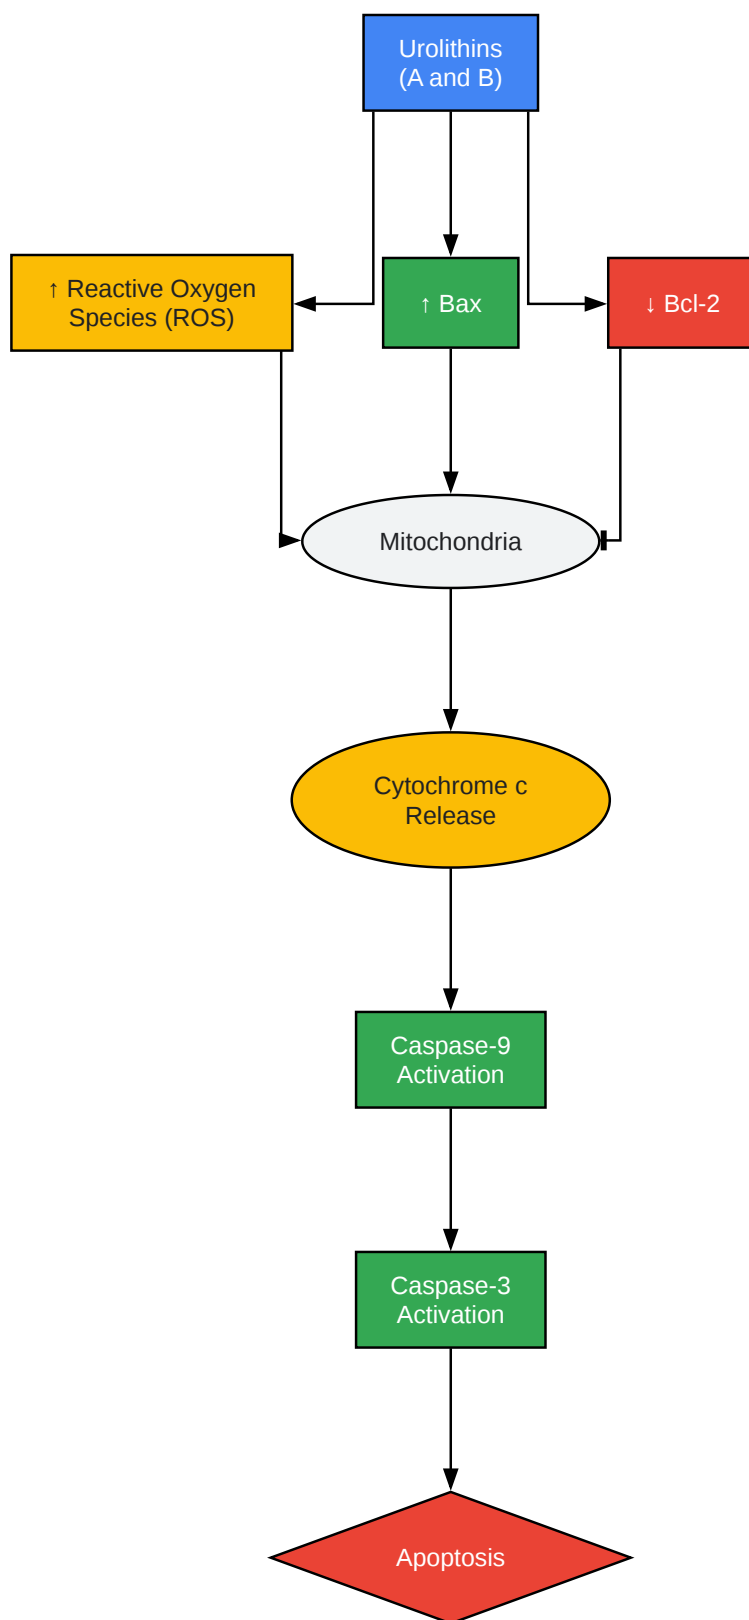 Urolithins
(A and B)
↑ Reactive Oxygen
Species (ROS)
↑ Bax
↓ Bcl-2
Mitochondria
Cytochrome c
Release
Caspase-9
Activation
Caspase-3
Activation
Apoptosis